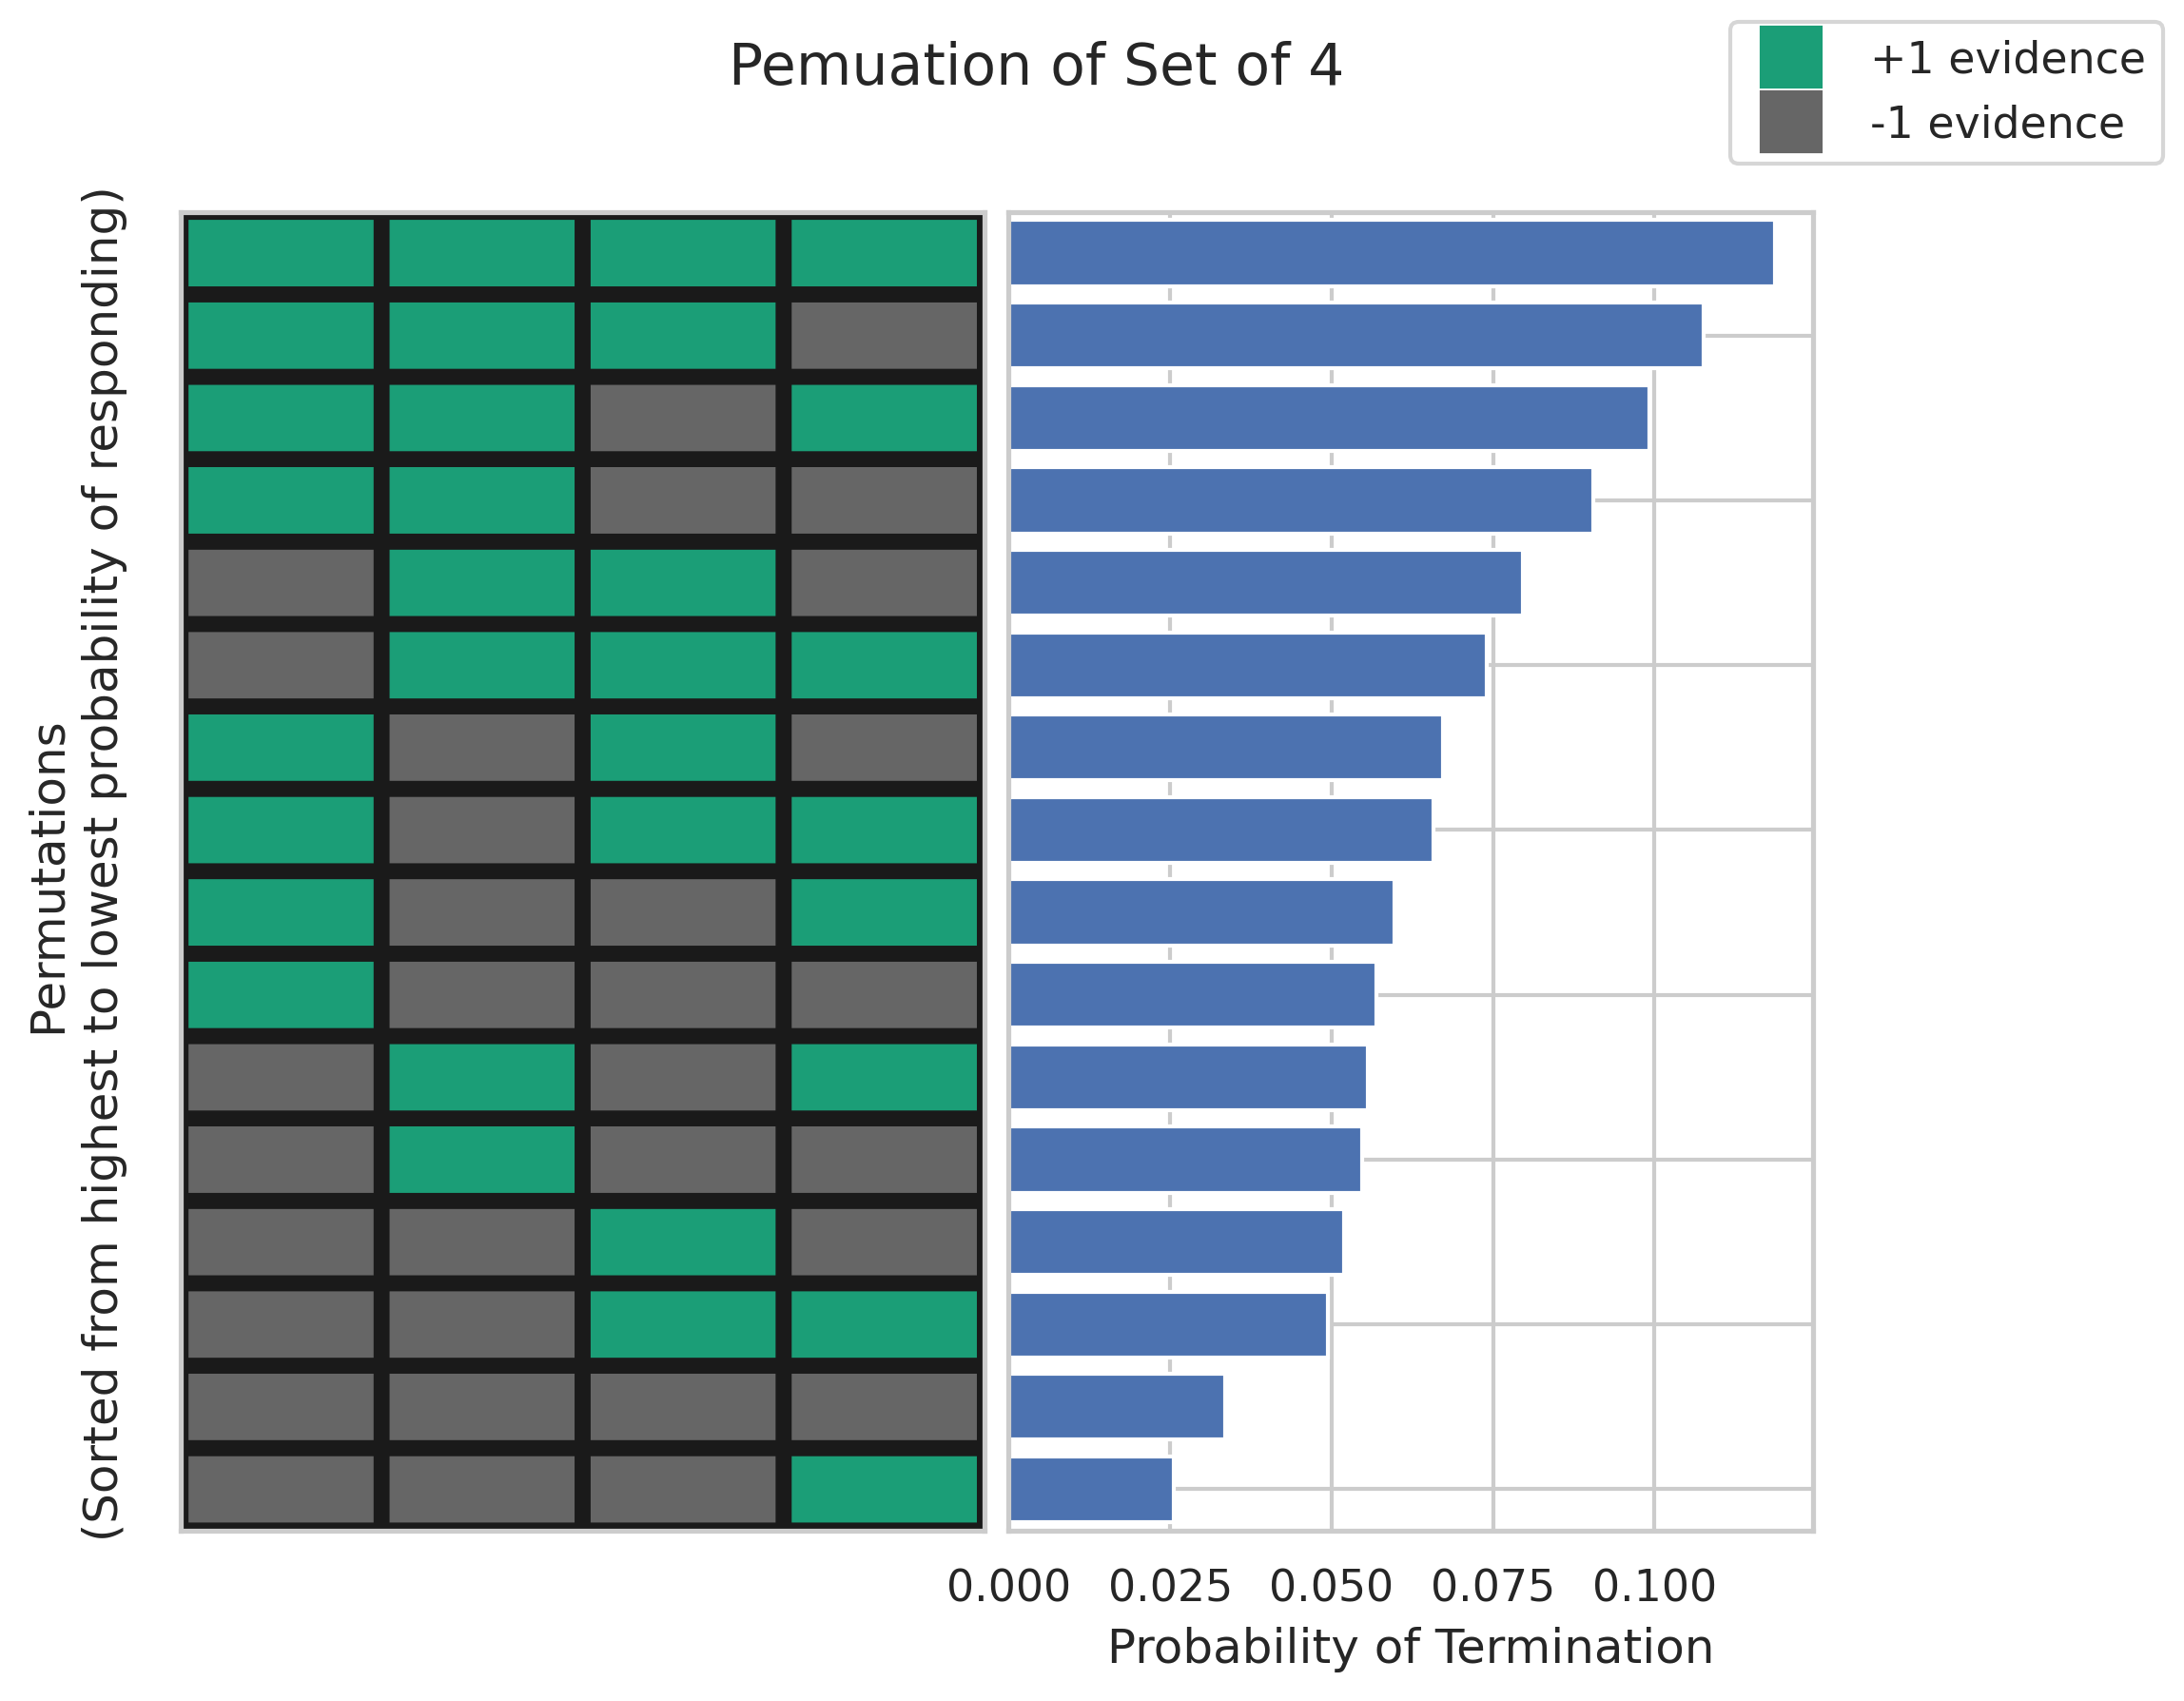 Pemuation of Set of 4
+1 evidence
-1 evidence
Permutations
(Sorted from highest to lowest probability of responding)
0.000 0.025 0.050 0.075 0.100
Probability of Termination